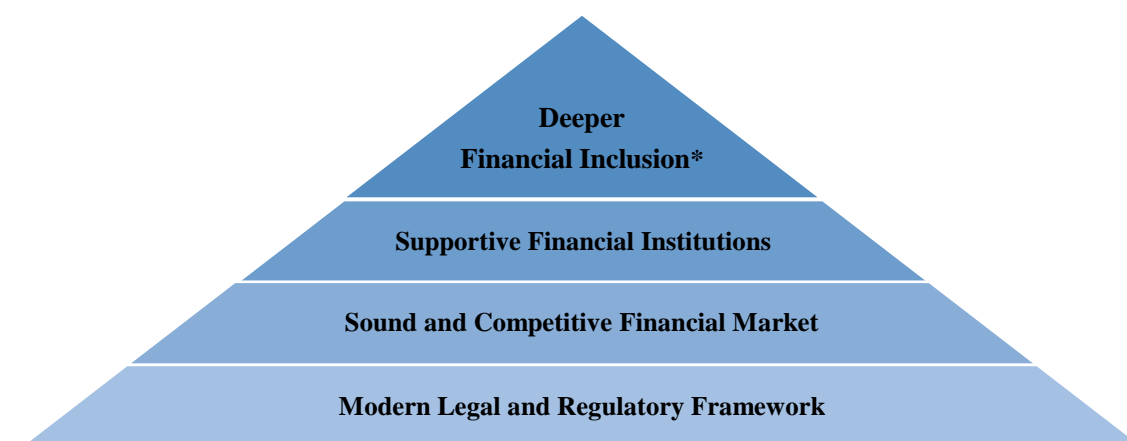 Deeper
Financial Inclusion*
Supportive Financial Institutions
Sound and Competitive Financial Market
Modern Legal and Regulatory Framework